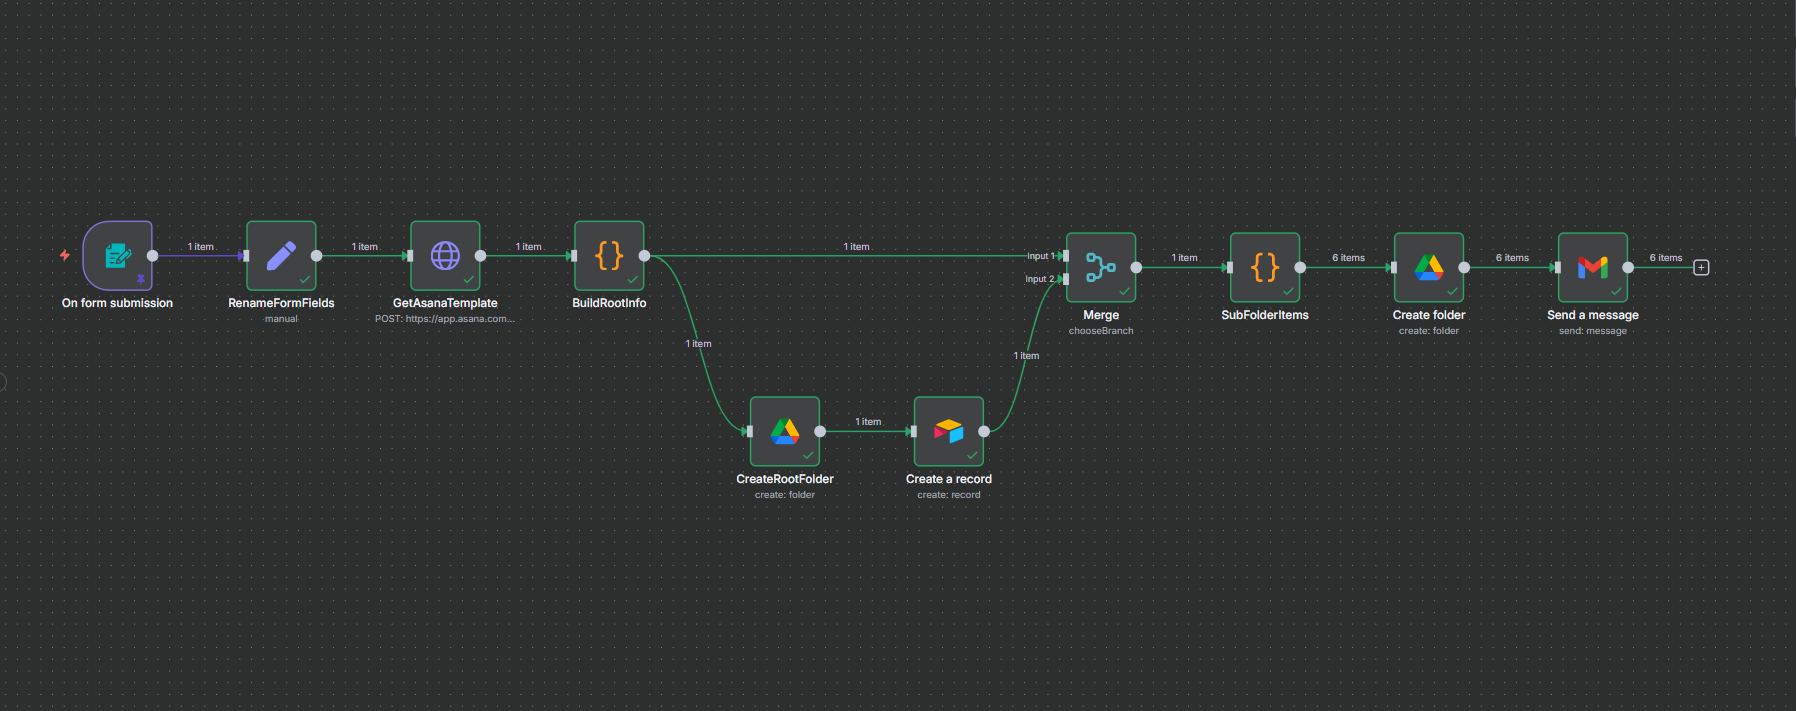 1 item
1 item
1 item
1 item
Input 1
Input 2
1 item
6 items
6 items
6 items
On form submission
RenameFormFields
manual
GetAsanaTemplate
POST: https://app.asana.com...
BuildRootInfo
Merge
chooseBranch
SubFolderItems
Create folder
create: folder
Send a message
send: message
1 item
1 item
1 item
CreateRootFolder
create: folder
Create a record
create: record